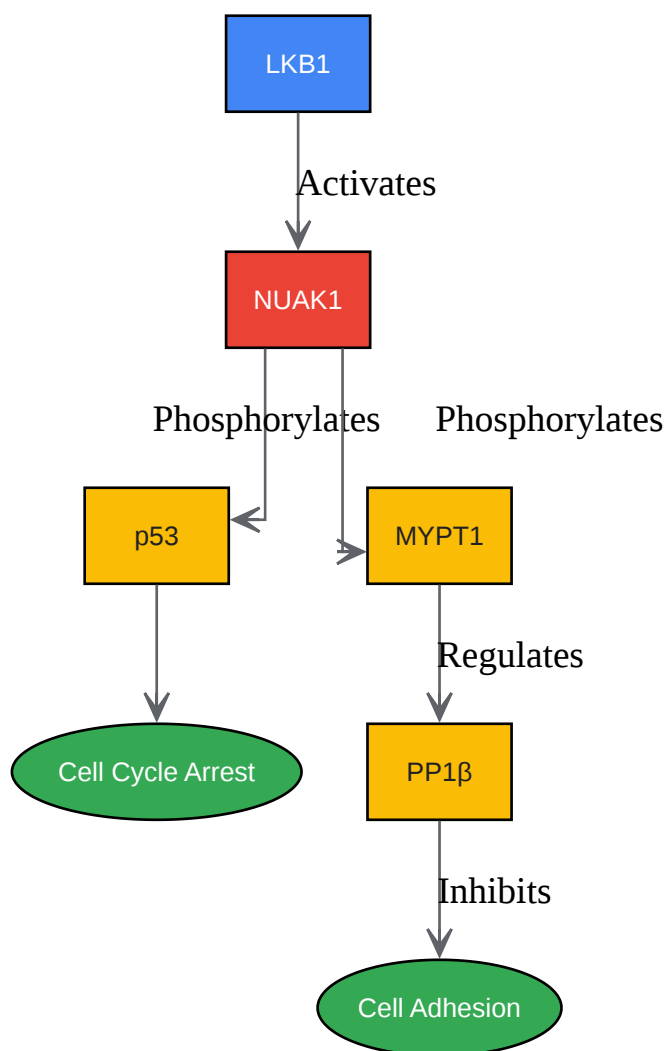 LKB1
Activates
NUAK1
Phosphorylates
Phosphorylates
p53
MYPT1
Regulates
Cell Cycle Arrest
PP1β
Inhibits
Cell Adhesion